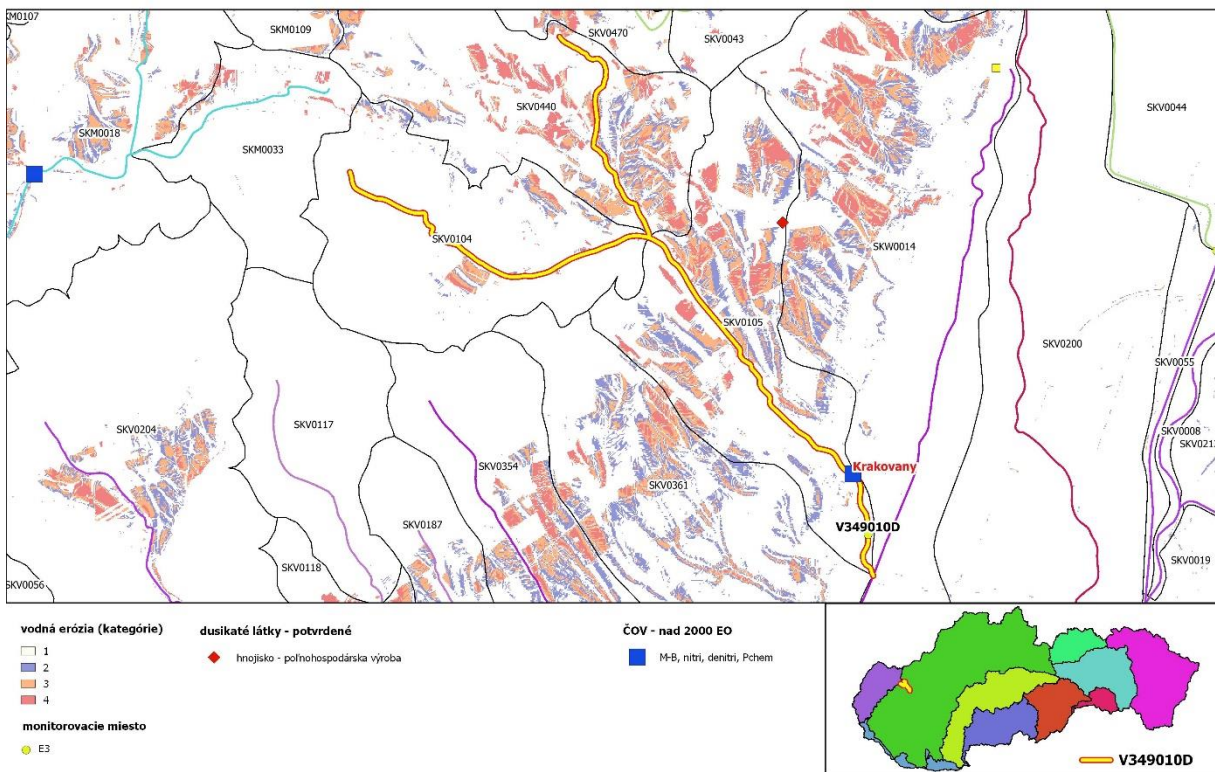 KM0107
SKM0109
SKV0470
SKV0043
SKV0440
SKV0044
SKM0018
SKM0033
SKV0104
SKW0014
SKV0105
SKV0200
SKV0055
SKV0204
SKV0117
SKV0008
SKV021
SKV0354
SKV0361
Krakovany
SKV0187
V349010D
SKV0056
SKV0118
SKV0019
vodná erózia (kategórie)
1
2
3
4
monitorovacie miesto
E3
dusikaté látky - potvrdené
hnojisko - poľnohospodárska výroba
ČOV - nad 2000 EO
M-B, nitri, denitri, Pchem
V349010D